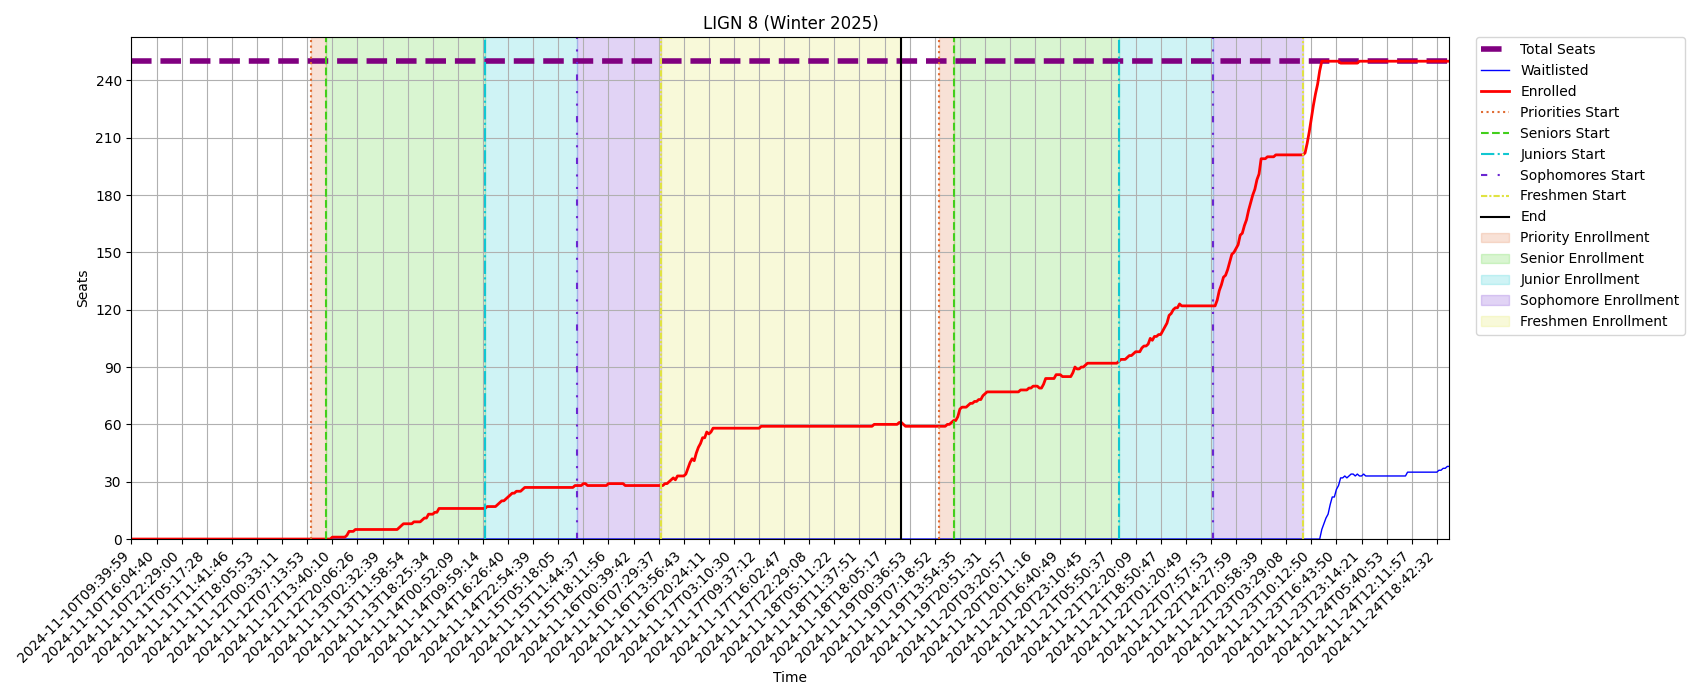 LIGN 8 (Winter 2025)
Seats
240
210
180
150
120
90
60
30
0
2024-11-10T09:39:59
2024-11-10T16:04:40
2024-11-10T22:29:00
2024-11-11T05:17:28
2024-11-11T11:41:46
2024-11-11T18:05:53
2024-11-12T00:33:11
2024-11-12T07:13:53
2024-11-12T13:40:10
2024-11-12T20:06:26
2024-11-13T03:32:39
2024-11-13T11:58:54
2024-11-13T18:25:34
2024-11-14T00:52:09
2024-11-14T09:59:14
2024-11-14T16:26:40
2024-11-14T22:54:39
2024-11-15T05:18:05
2024-11-15T11:44:37
2024-11-15T18:11:56
2024-11-16T00:39:42
2024-11-16T07:29:37
2024-11-16T13:56:43
2024-11-16T20:24:11
2024-11-17T03:10:30
2024-11-17T09:37:12
2024-11-17T16:02:47
2024-11-17T22:29:08
2024-11-18T05:11:22
2024-11-18T11:37:51
2024-11-18T18:05:17
2024-11-19T00:36:53
2024-11-19T07:18:52
2024-11-19T13:54:35
2024-11-19T20:51:31
2024-11-20T03:20:57
2024-11-20T10:11:16
2024-11-20T16:40:49
2024-11-20T23:10:45
2024-11-21T05:50:37
2024-11-21T12:20:09
2024-11-21T18:50:47
2024-11-22T01:20:49
2024-11-22T07:57:53
2024-11-22T14:27:59
2024-11-22T20:58:39
2024-11-23T03:29:08
2024-11-23T10:12:50
2024-11-23T16:43:50
2024-11-23T23:14:21
2024-11-24T05:40:53
2024-11-24T12:11:57
2024-11-24T18:42:32
Time
Total Seats
Waitlisted
Enrolled
Priorities Start
Seniors Start
Juniors Start
Sophomores Start
Freshmen Start
End
Priority Enrollment
Senior Enrollment
Junior Enrollment
Sophomore Enrollment
Freshmen Enrollment